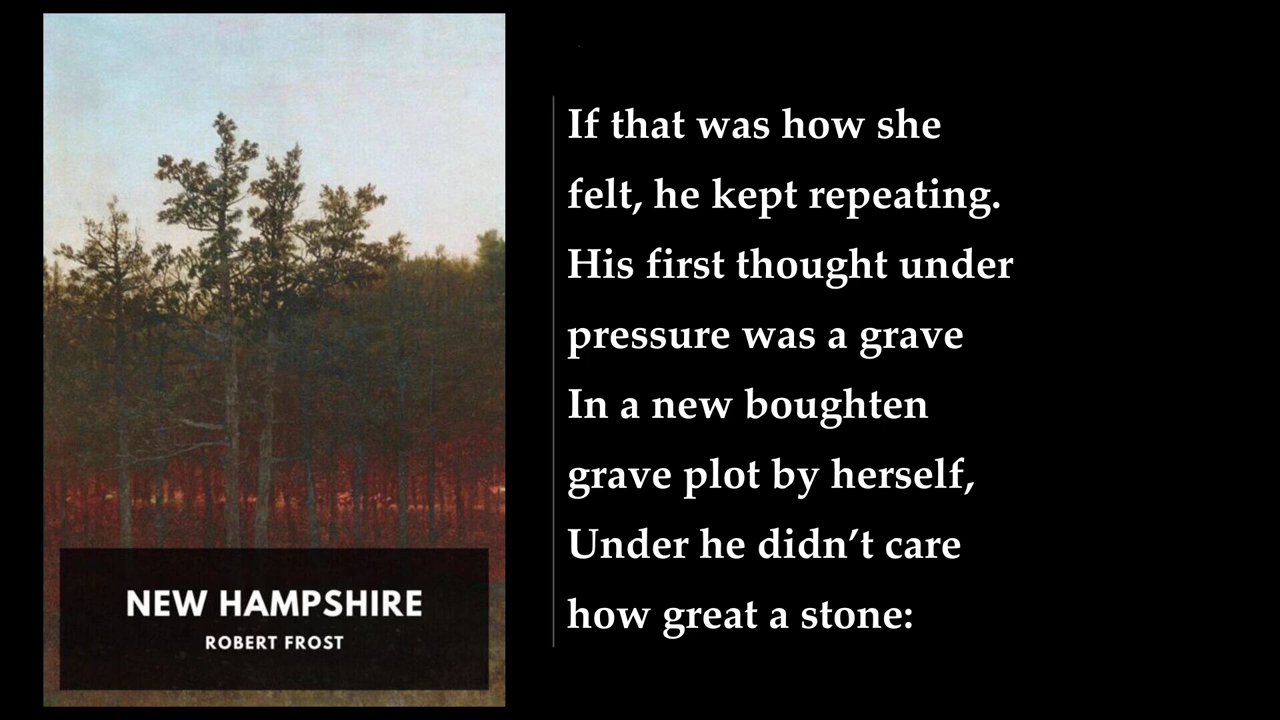 NEW HAMPSHIRE
ROBERT FROST
If that was how she
felt, he kept repeating.
His first thought under
pressure was a grave
In a new boughten
grave plot by herself,
Under he didn’t care
how great a stone: